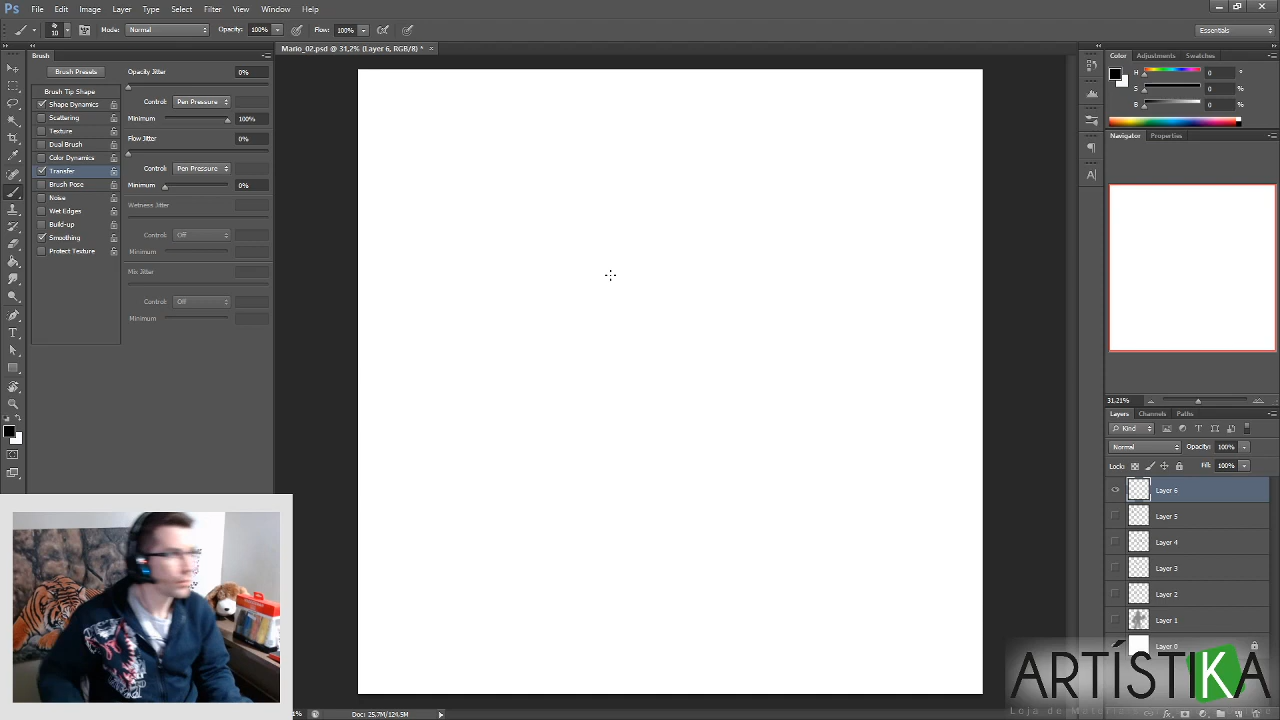 Ps File Edit Image Layer Type Select Filter View Window Help
10 Mode: Normal Opacity: 100% Flow: 100% Essentials
Mario_02.psd @ 31,2% (Layer 6, RGB/8) *
Brush
Brush Presets
Brush Tip Shape
Shape Dynamics
Scattering
Texture
Dual Brush
Color Dynamics
Transfer
Brush Pose
Noise
Wet Edges
Build-up
Smoothing
Protect Texture
Opacity Jitter 0%
Control: Pen Pressure
Minimum 100%
Flow Jitter 0%
Control: Pen Pressure
Minimum 0%
Wetness Jitter
Control: Off
Minimum
Mix Jitter
Control: Off
Minimum
Color Adjustments Swatches
H 0 °
S 0 %
B 0 %
Navigator Properties
31,21%
Layers Channels Paths
Kind
Normal Opacity: 100%
Lock: Fill: 100%
Layer 6
Layer 5
Layer 4
Layer 3
Layer 2
Layer 1
Layer 0
ARTISTIKA
1% Doc: 25,7M/124,5M